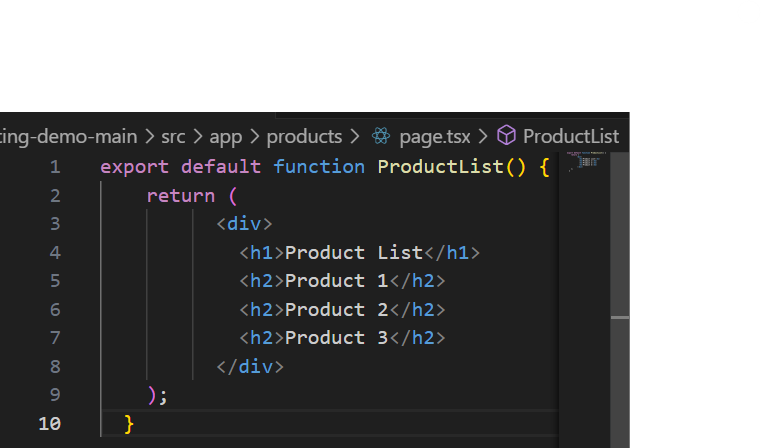 ting-demo-main > src > app > products > page.tsx > ProductList
1 export default function ProductList() {
2 return (
3 <div>
4 <h1>Product List</h1>
5 <h2>Product 1</h2>
6 <h2>Product 2</h2>
7 <h2>Product 3</h2>
8 </div>
9 );
10 }